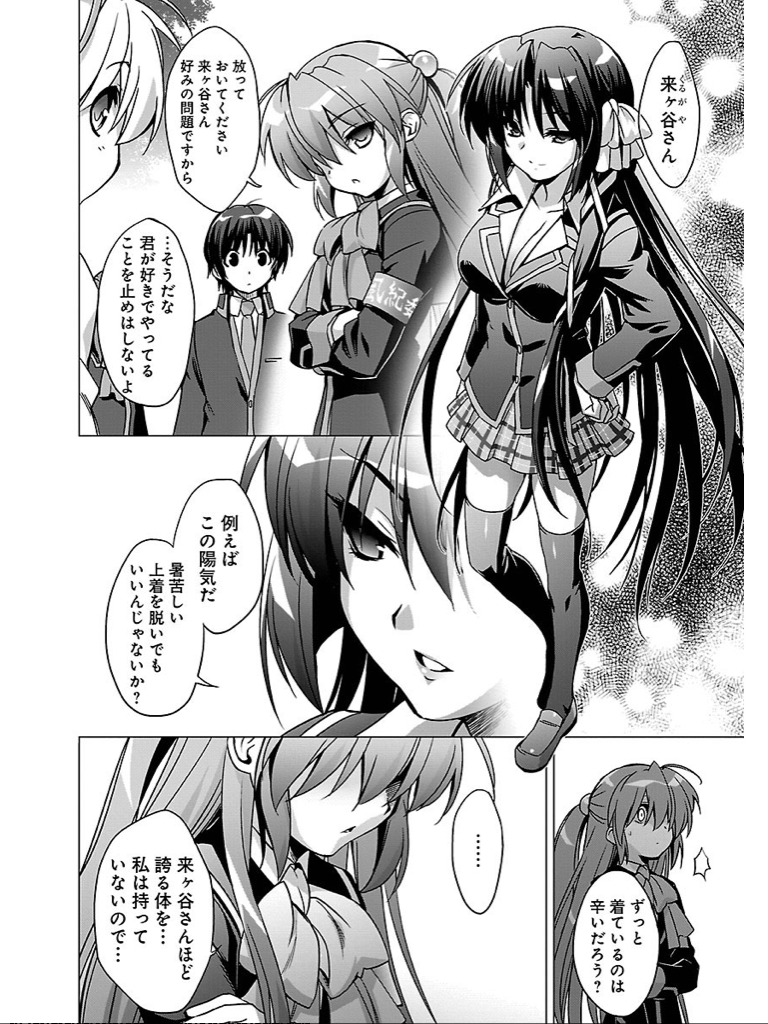 来ヶ谷さん
くるがや
放って
おいてください
来ヶ谷さん
好みの問題ですから
風紀委
…そうだな
君が好きでやってる
ことを止めはしないよ
例えば
この陽気だ
暑苦しい
上着を脱いでも
いいんじゃないか?
ずっと
着ているのは
辛いだろう?
……
来ヶ谷さんほど
誇る体を…
私は持って
いないので…